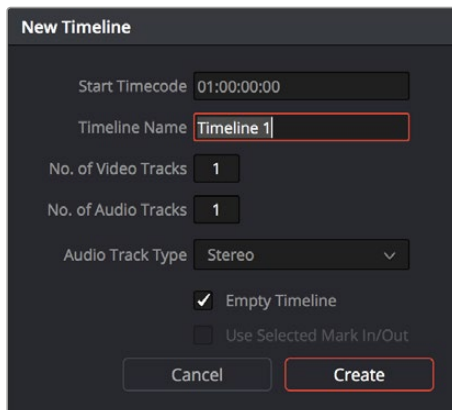 New Timeline
Start Timecode 01:00:00:00
Timeline Name Timeline 1
No. of Video Tracks 1
No. of Audio Tracks 1
Audio Track Type Stereo
Empty Timeline
Use Selected Mark In/Out
Cancel Create